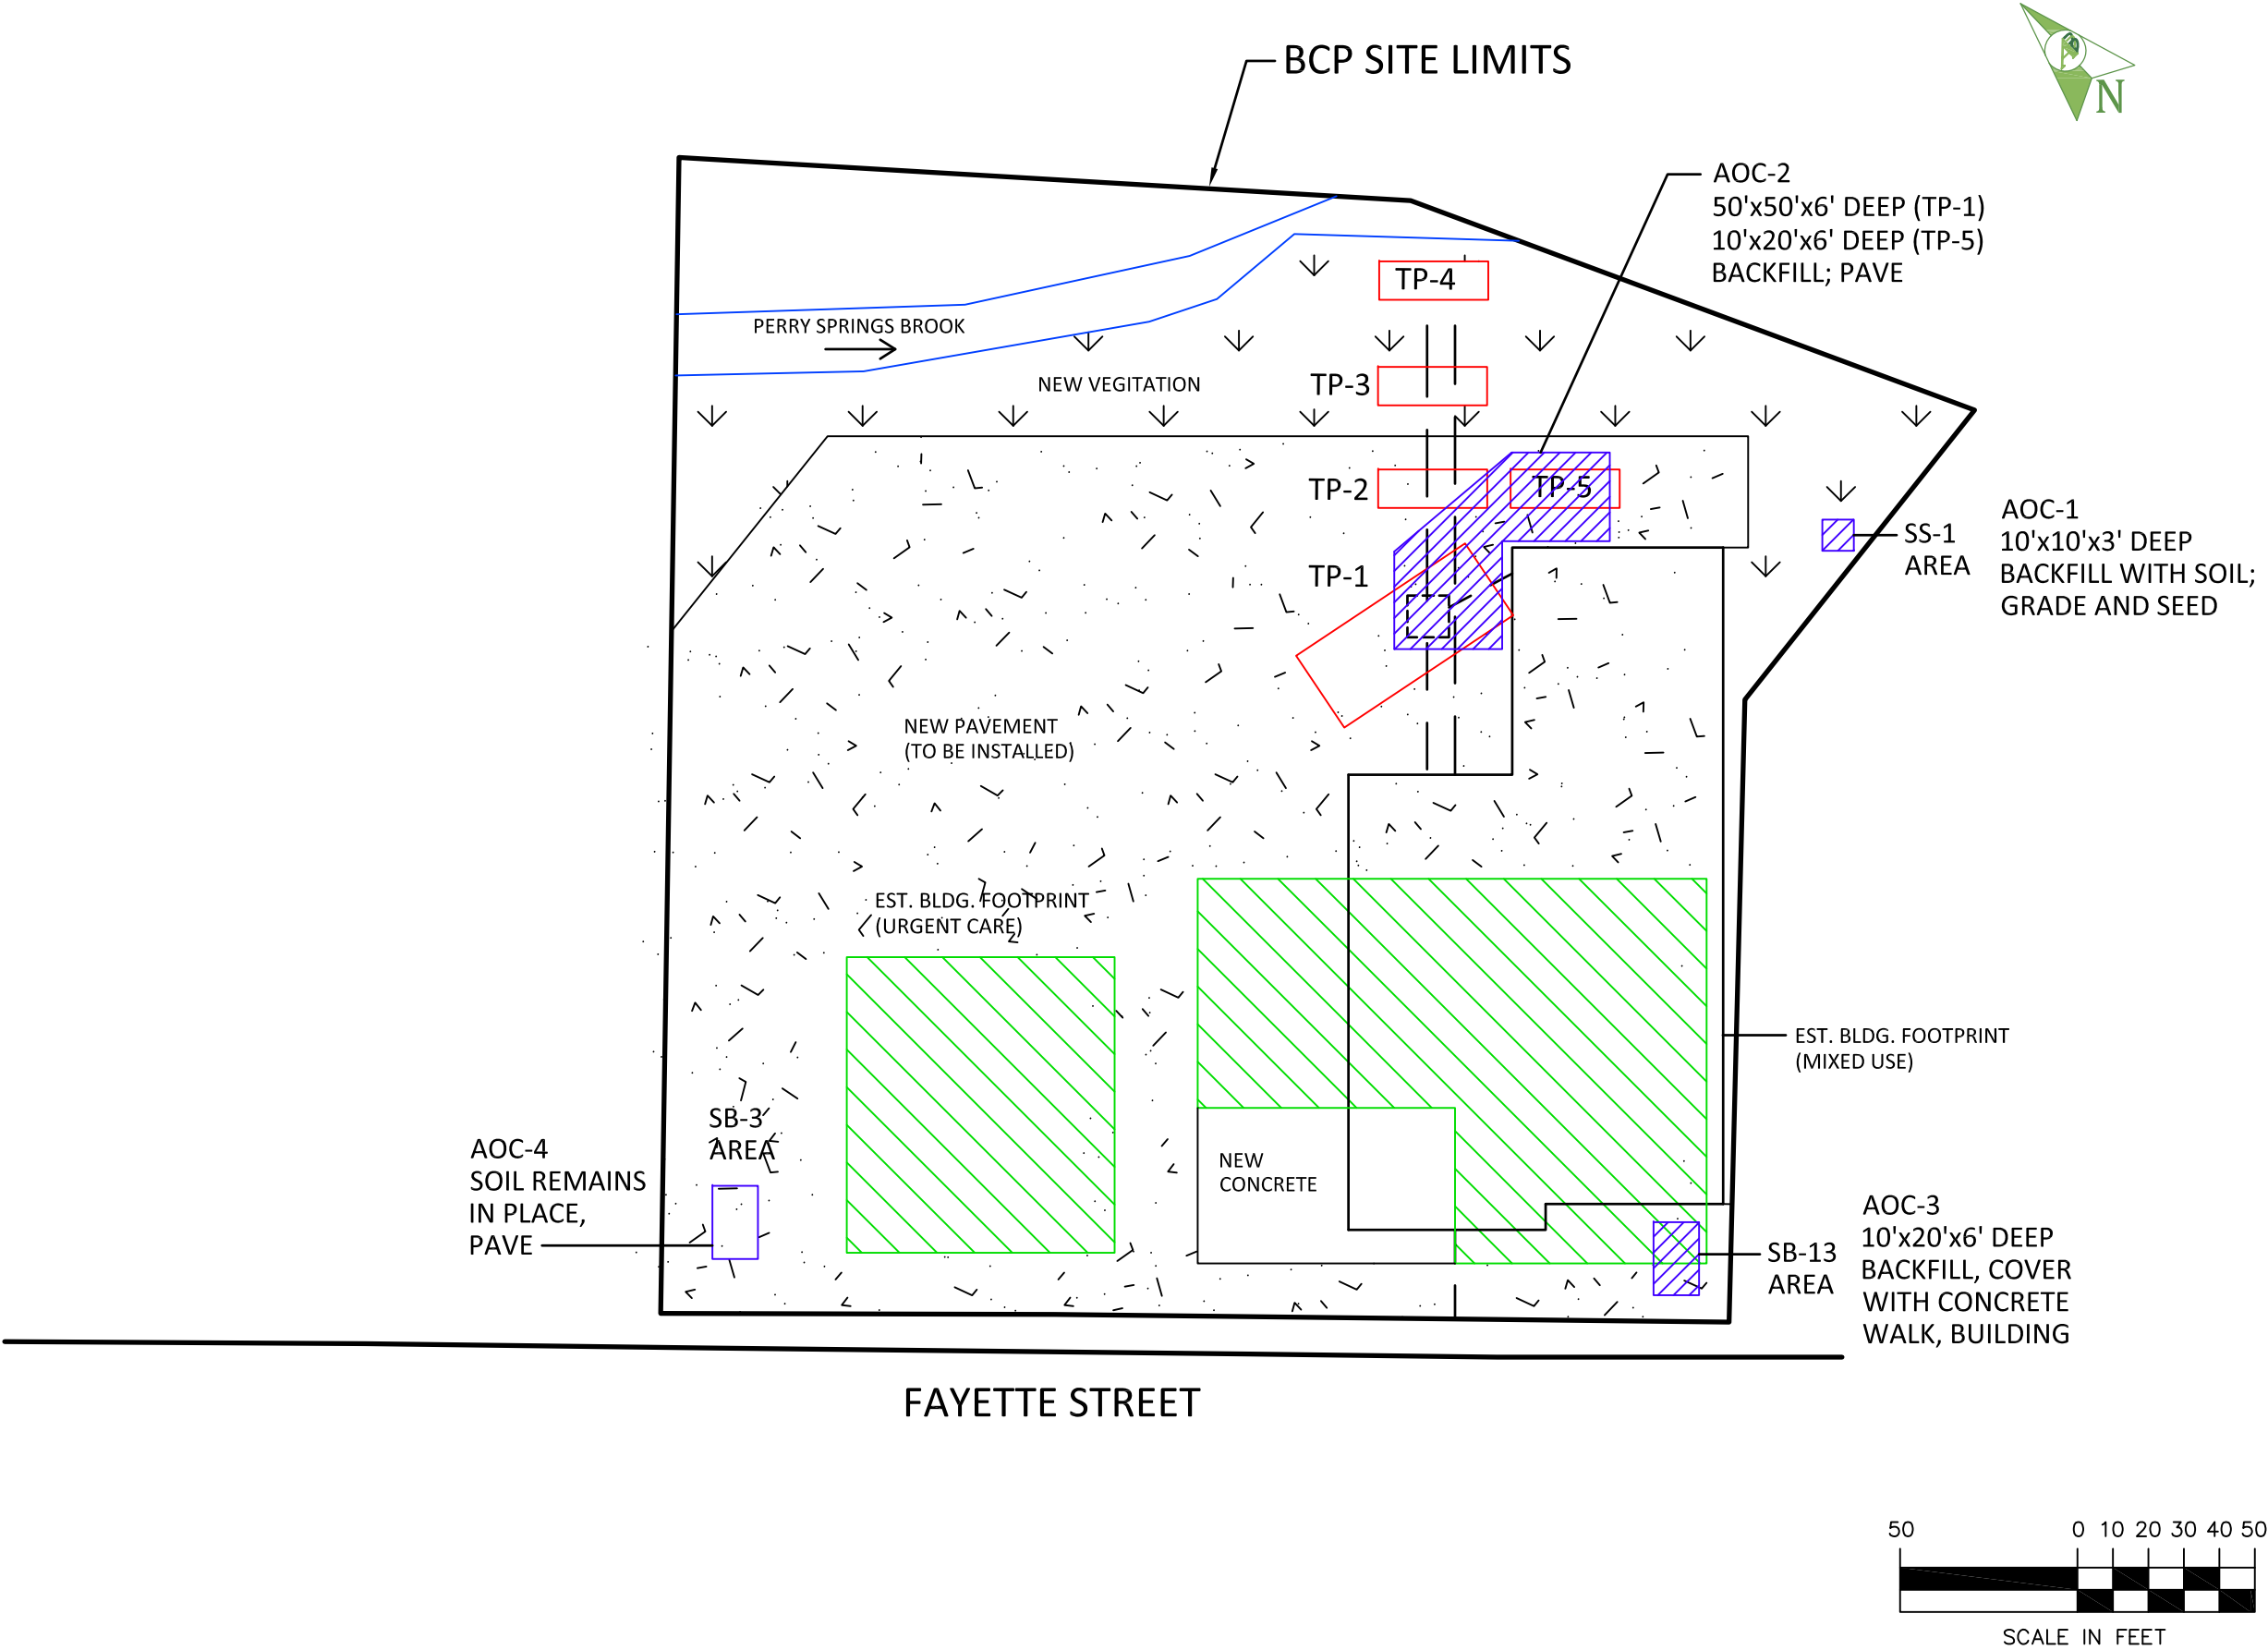 BCP SITE LIMITS
N
AOC-2
50'x50'x6' DEEP (TP-1)
10'x20'x6' DEEP (TP-5)
BACKFILL; PAVE
TP-4
PERRY SPRINGS BROOK
NEW VEGITATION
TP-3
TP-2
TP-5
TP-1
SS-1
AREA
AOC-1
10'x10'x3' DEEP
BACKFILL WITH SOIL;
GRADE AND SEED
NEW PAVEMENT
(TO BE INSTALLED)
EST. BLDG. FOOTPRINT
(URGENT CARE)
EST. BLDG. FOOTPRINT
(MIXED USE)
SB-3
AREA
AOC-4
SOIL REMAINS
IN PLACE,
PAVE
NEW
CONCRETE
SB-13
AREA
AOC-3
10'x20'x6' DEEP
BACKFILL, COVER
WITH CONCRETE
WALK, BUILDING
FAYETTE STREET
50 0 10 20 30 40 50
SCALE IN FEET